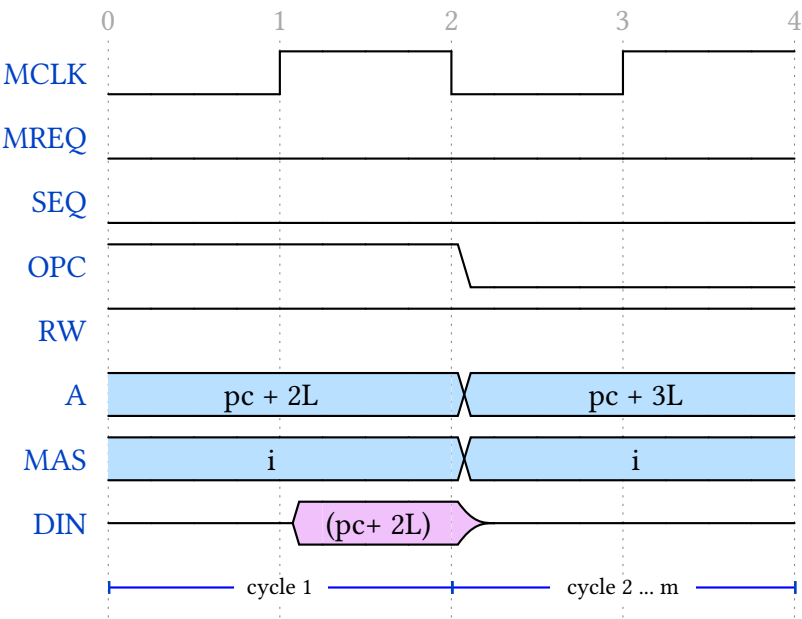 0 1 2 3 4
MCLK
MREQ
SEQ
OPC
RW
A pc + 2L pc + 3L
MAS i i
DIN (pc+ 2L)
cycle 1 cycle 2 ... m